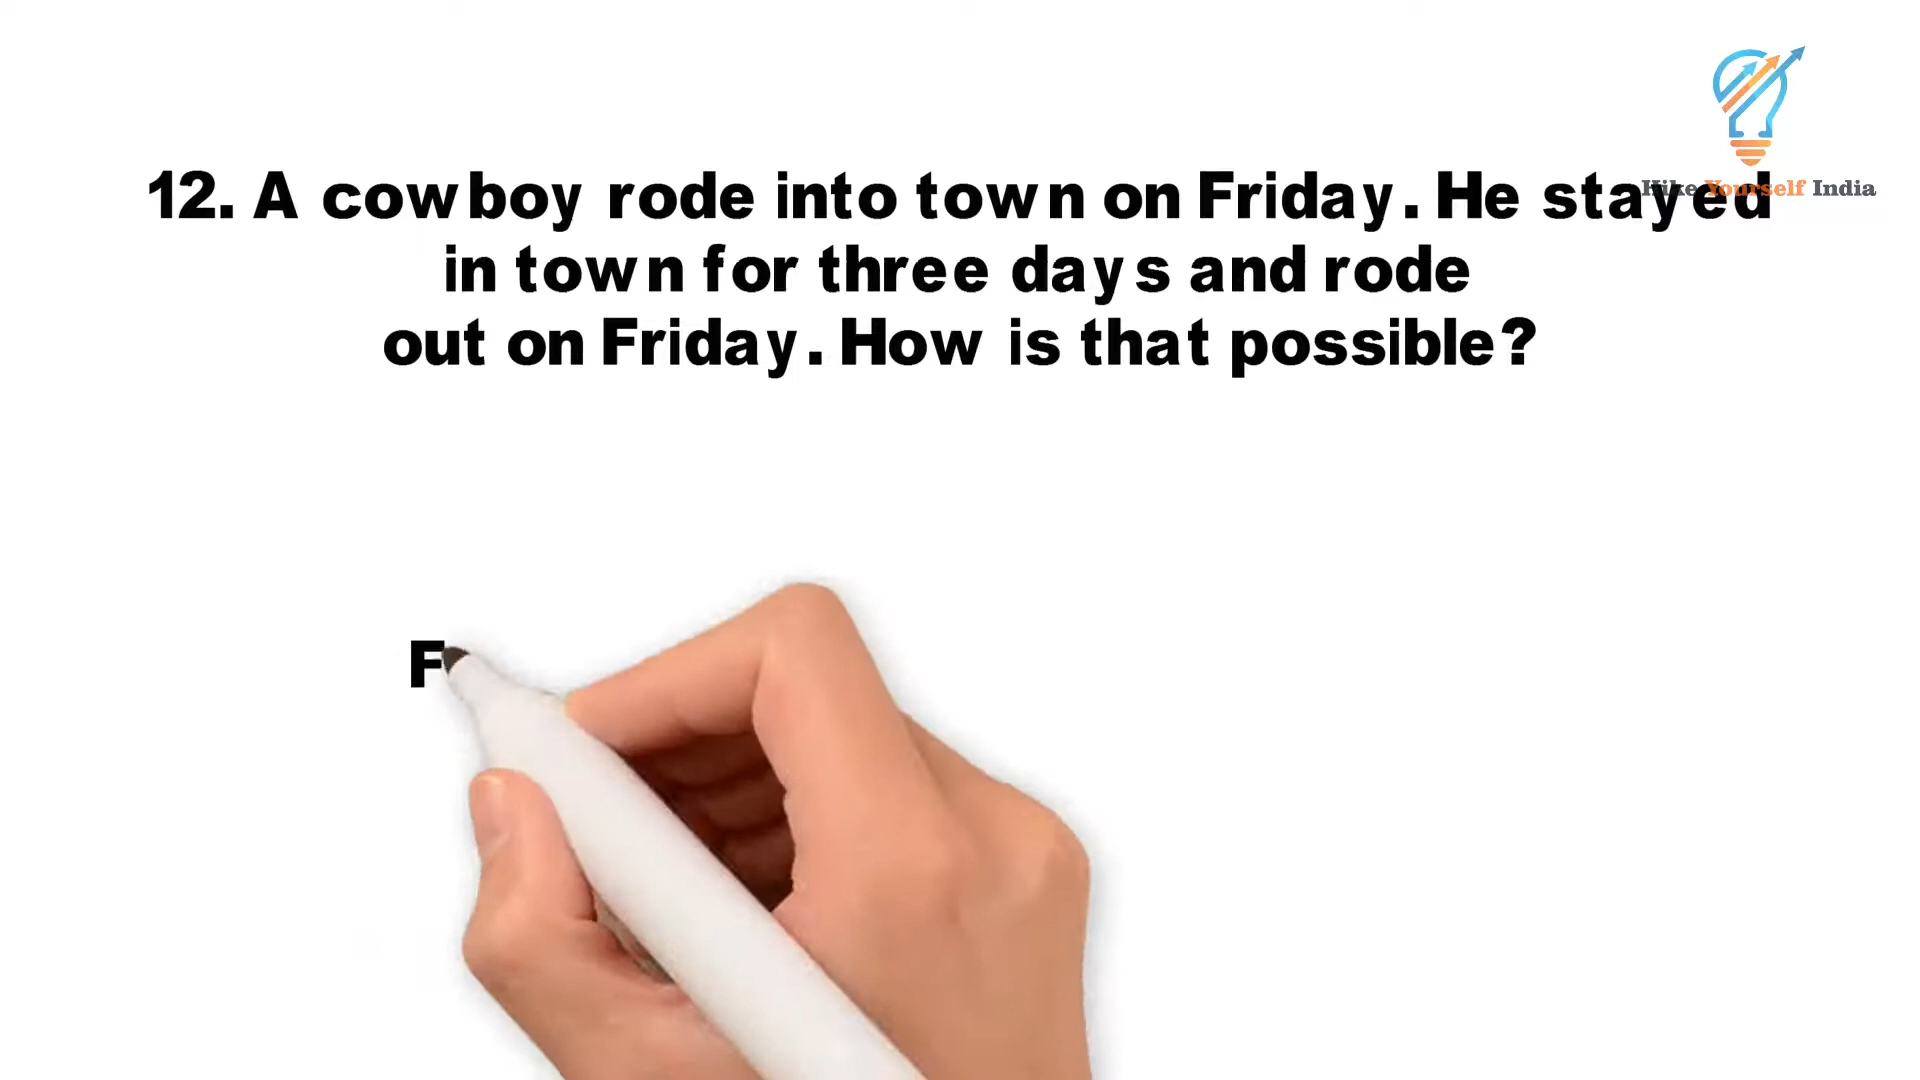 Hike Yourself India
12. A cowboy rode into town on Friday. He stayed
in town for three days and rode
out on Friday. How is that possible?
F